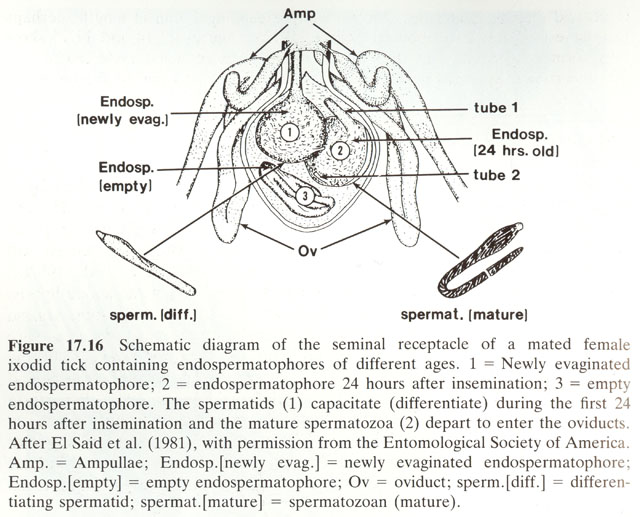 Amp
Endosp.
[newly evag.]
tube 1
1
Endosp.
[24 hrs. old]
2
Endosp.
[empty]
tube 2
3
Ov
sperm. [diff.]
spermat. [mature]
Figure 17.16 Schematic diagram of the seminal receptacle of a mated female
ixodid tick containing endospermatophores of different ages. 1 = Newly evaginated
endospermatophore; 2 = endospermatophore 24 hours after insemination; 3 = empty
endospermatophore. The spermatids (1) capacitate (differentiate) during the first 24
hours after insemination and the mature spermatozoa (2) depart to enter the oviducts.
After El Said et al. (1981), with permission from the Entomological Society of America.
Amp. = Ampullae; Endosp.[newly evag.] = newly evaginated endospermatophore;
Endosp.[empty] = empty endospermatophore; Ov = oviduct; sperm.[diff.] = differen-
tiating spermatid; spermat.[mature] = spermatozoan (mature).